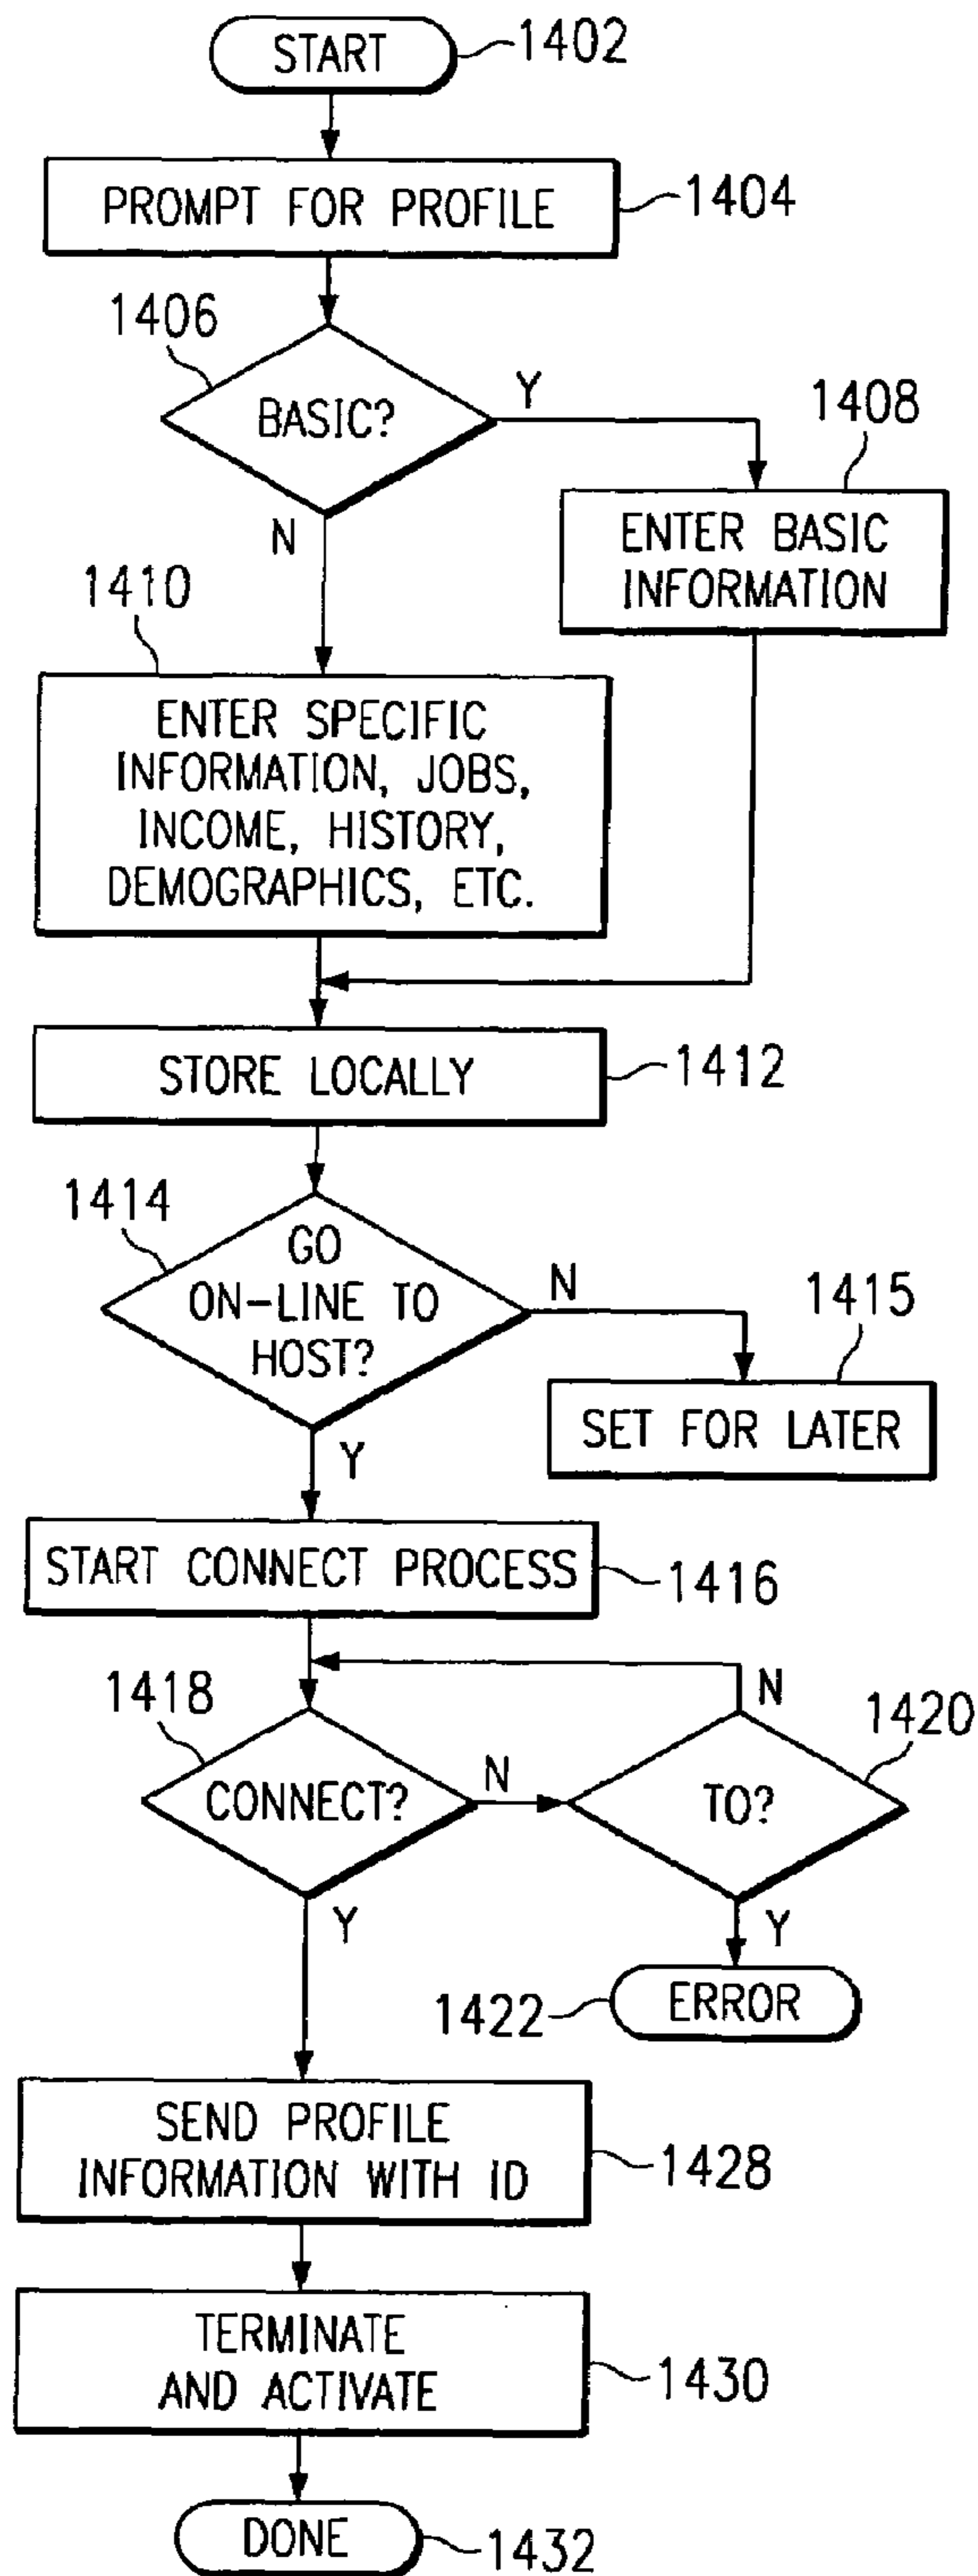 START
1402
PROMPT FOR PROFILE
1404
1406
BASIC?
Y
N
1408
ENTER BASIC
INFORMATION
1410
ENTER SPECIFIC
INFORMATION, JOBS,
INCOME, HISTORY,
DEMOGRAPHICS, ETC.
STORE LOCALLY
1412
1414
GO
ON-LINE TO
HOST?
N
Y
1415
SET FOR LATER
START CONNECT PROCESS
1416
1418
CONNECT?
N
Y
N
1420
TO?
Y
1422
ERROR
SEND PROFILE
INFORMATION WITH ID
1428
TERMINATE
AND ACTIVATE
1430
DONE
1432